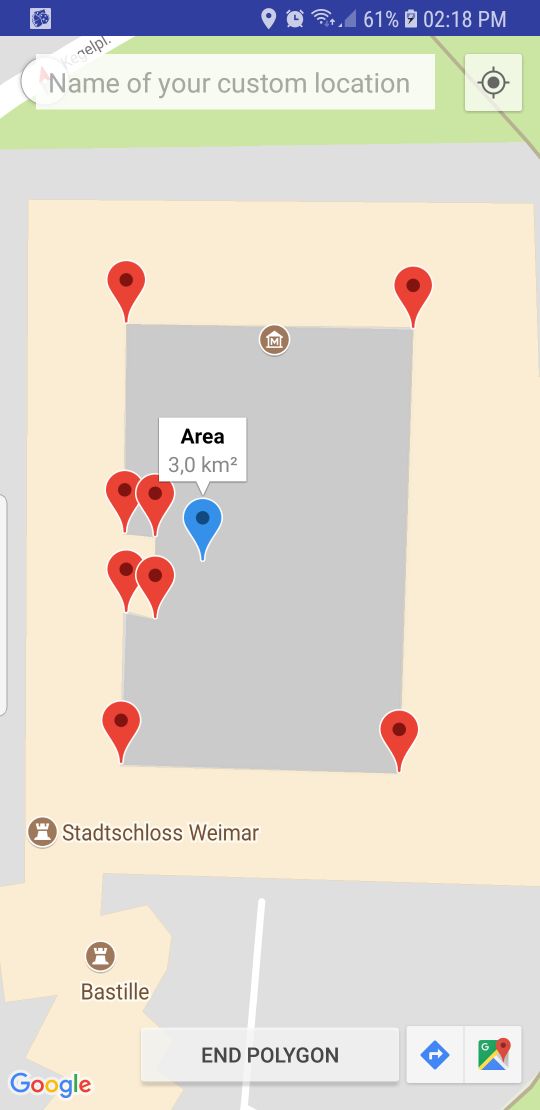 61% 02:18 PM
Kegelpl.
Name of your custom location
M
Area
3,0 km²
Stadtschloss Weimar
Bastille
END POLYGON
G
Google